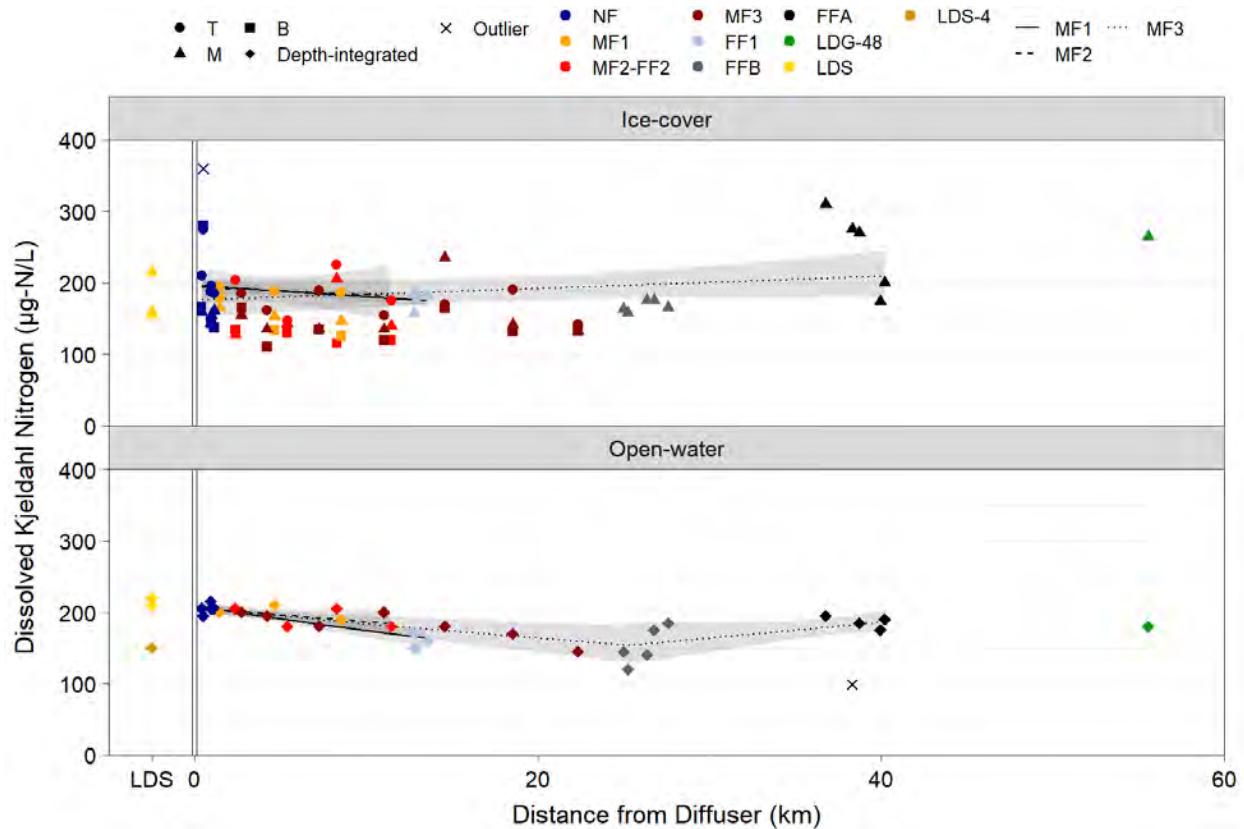 T B Outlier NF MF3 FFA LDS-4 MF1 MF3
MF1 FF1 LDG-48 MF2
M Depth-integrated MF2-FF2 FFB LDS
Ice-cover
400
300
200
100
0
Open-water
400
300
200
100
0
Dissolved Kjeldahl Nitrogen (µg-N/L)
LDS 0 20 40 60
Distance from Diffuser (km)